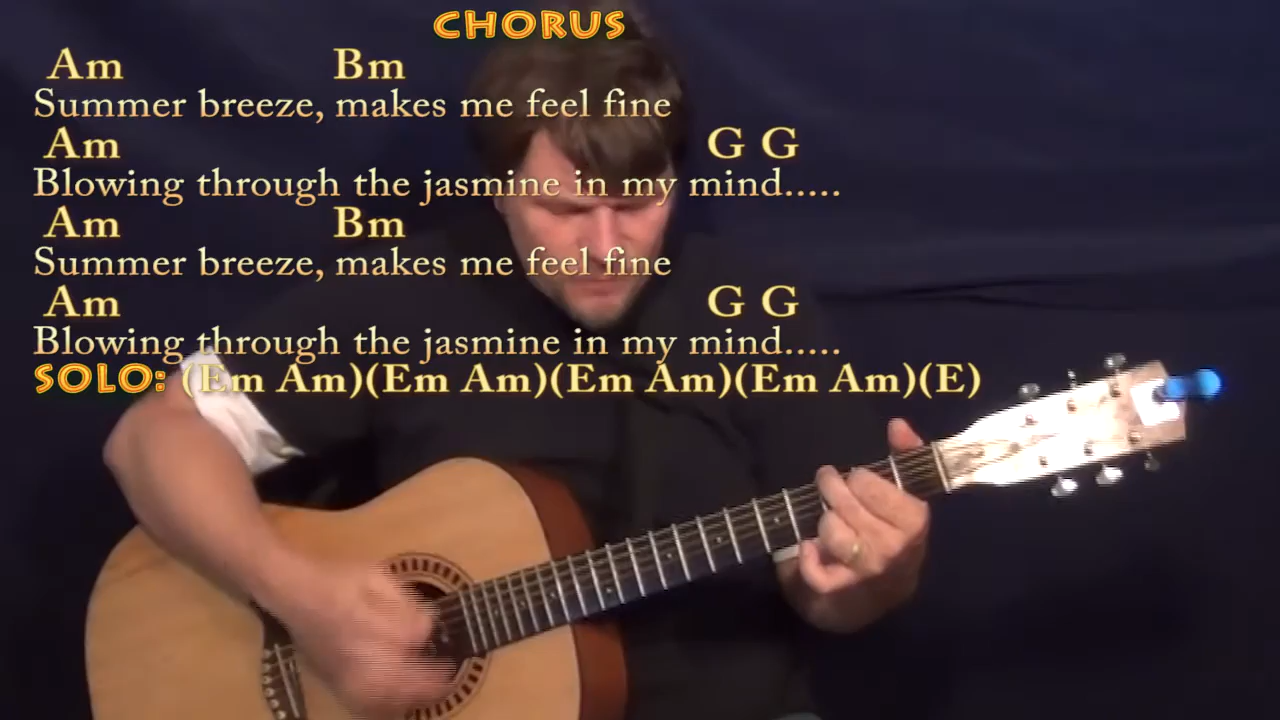 CHORUS
Am Bm
Summer breeze, makes me feel fine
Am G G
Blowing through the jasmine in my mind.....
Am Bm
Summer breeze, makes me feel fine
Am G G
Blowing through the jasmine in my mind.....
SOLO: (Em Am)(Em Am)(Em Am)(Em Am)(E)